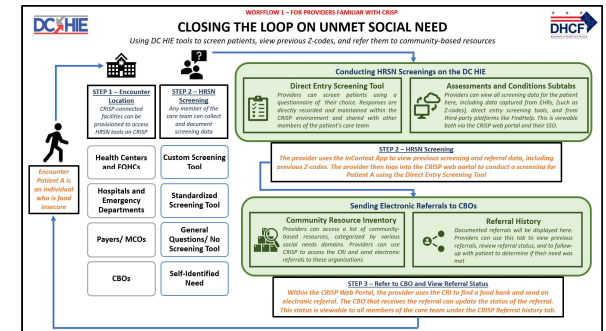 WORFFLOW 1 - FOR PROVIDERS FAMILIAR WITH CRISP
DC HIE
CLOSING THE LOOP ON UNMET SOCIAL NEED
DHCF
Using DC HIE tools to screen patients, view previous Z-codes, and refer them to community-based resources
STEP 1 – Encounter
Location
CRISP-connected
facilities can be
provisioned to access
HRSN tools on CRISP
Health Centers
and FQHCs
Hospitals and
Emergency
Departments
Payers/ MCOs
CBOs
STEP 2 – HRSN
Screening
Any member of the
care team can collect
and document
screening data
Custom Screening
Tool
Standardized
Screening Tool
General
Questions/ No
Screening Tool
Self-Identified
Need
Encounter
Patient A is
an individual
who is food
insecure
Conducting HRSN Screenings on the DC HIE
Direct Entry Screening Tool
Providers can screen patients using a
questionnaire of their choice. Responses are
directly recorded and maintained within the
CRISP environment and shared with other
members of the patient's care team
Assessments and Conditions Subtabs
Providers can view all screening data for the patient
here, including data captured from EHRs, (such as
Z-codes), direct entry screening tools, and from
third-party platforms like FindHelp. This is viewable
both via the CRISP web portal and their SSO.
STEP 2 – HRSN Screening
The provider uses the InContext App to view previous screening and referral data, including
previous Z-codes. The provider then logs into the CRISP web portal to conduct a screening for
Patient A using the Direct Entry Screening Tool
Sending Electronic Referrals to CBOs
Community Resource Inventory
Providers can access a list of community-
based resources, categorized by various
social needs domains. Providers can use
CRISP to access the CRI and send electronic
referrals to these organizations
Referral History
Documented referrals will be displayed here.
Providers can use this tab to view previous
referrals, review referral status, and to follow-
up with patient to determine if their need was
met
STEP 3 – Refer to CBO and View Referral Status
Within the CRISP Web Portal, the provider uses the CRI to find a food bank and send an
electronic referral. The CBO that receives the referral can update the status of the referral.
This status is viewable to all members of the care team under the CRISP Referral history tab.